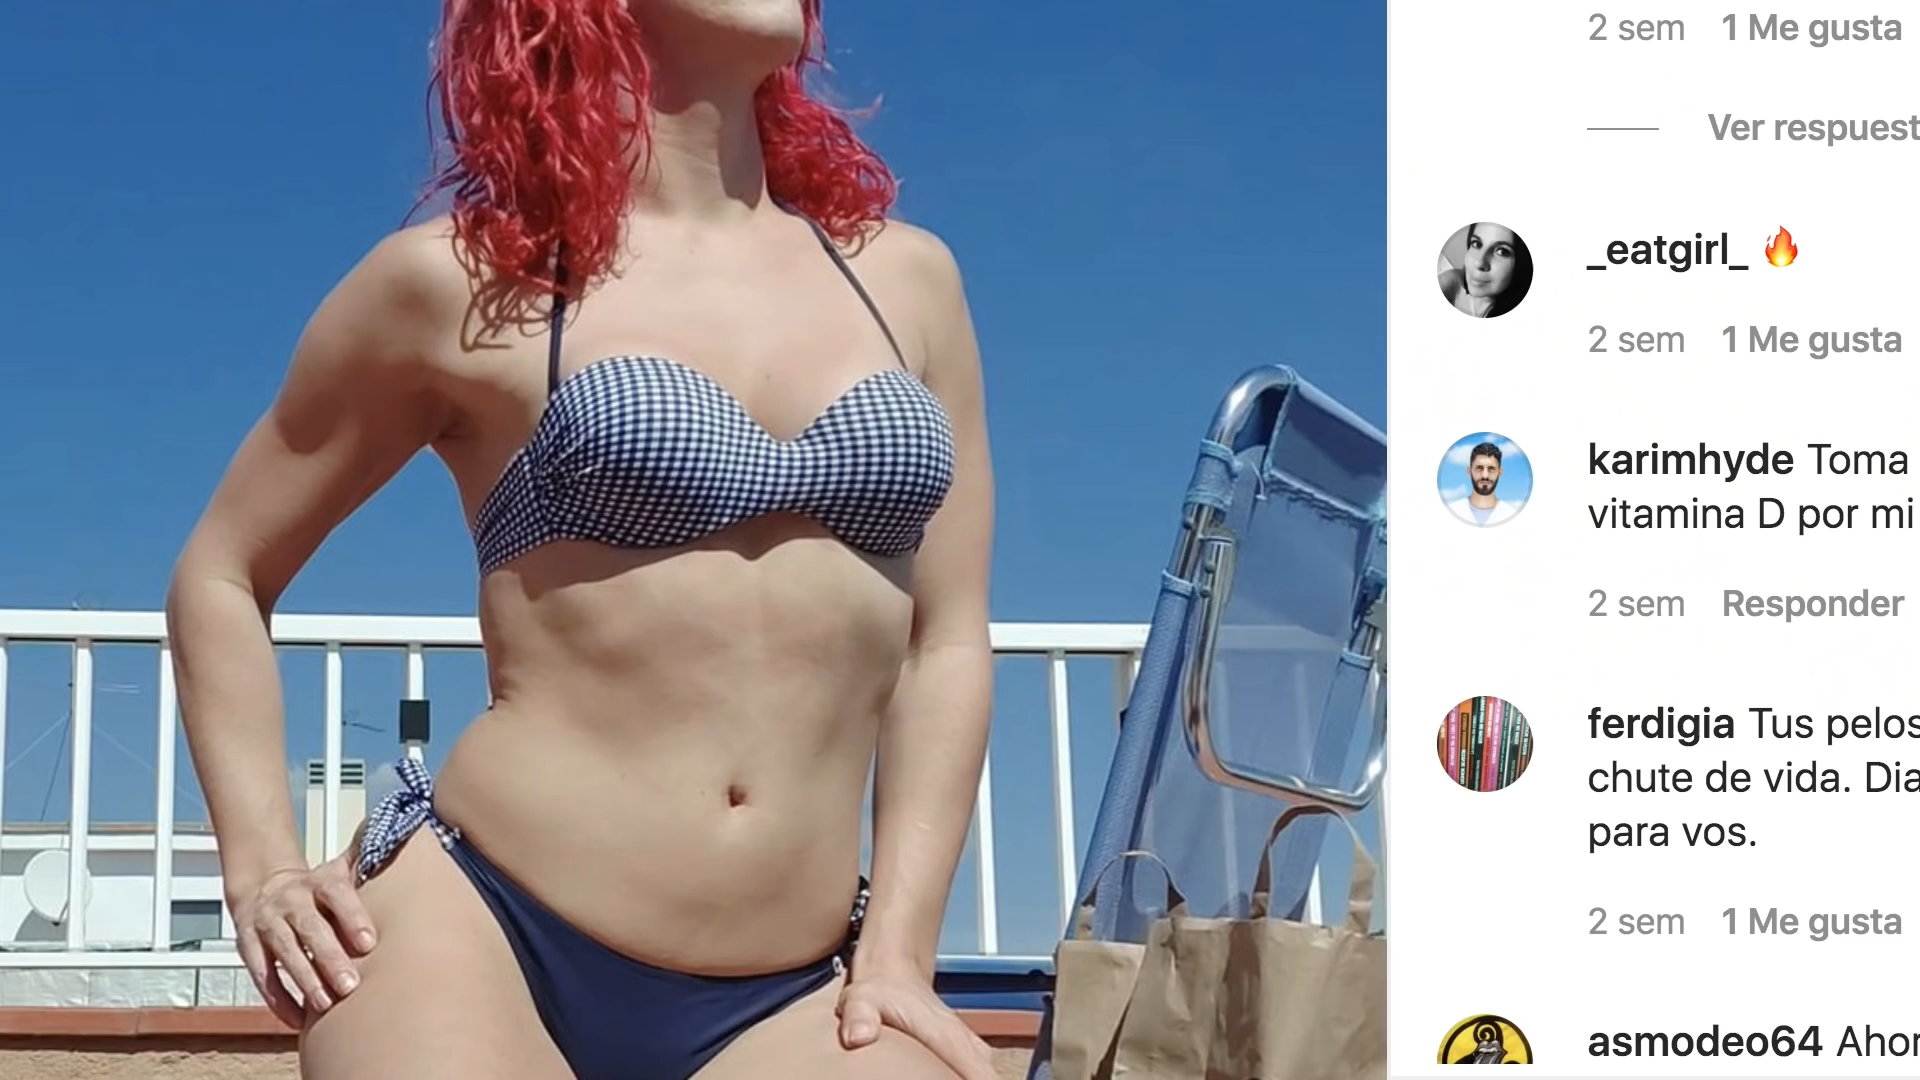 2 sem 1 Me gusta
Ver respuest
_eatgirl_ 🔥
2 sem 1 Me gusta
karimhyde Toma
vitamina D por mi
2 sem Responder
ferdigia Tus pelos
chute de vida. Dia
para vos.
2 sem 1 Me gusta
asmodeo64 Ahor